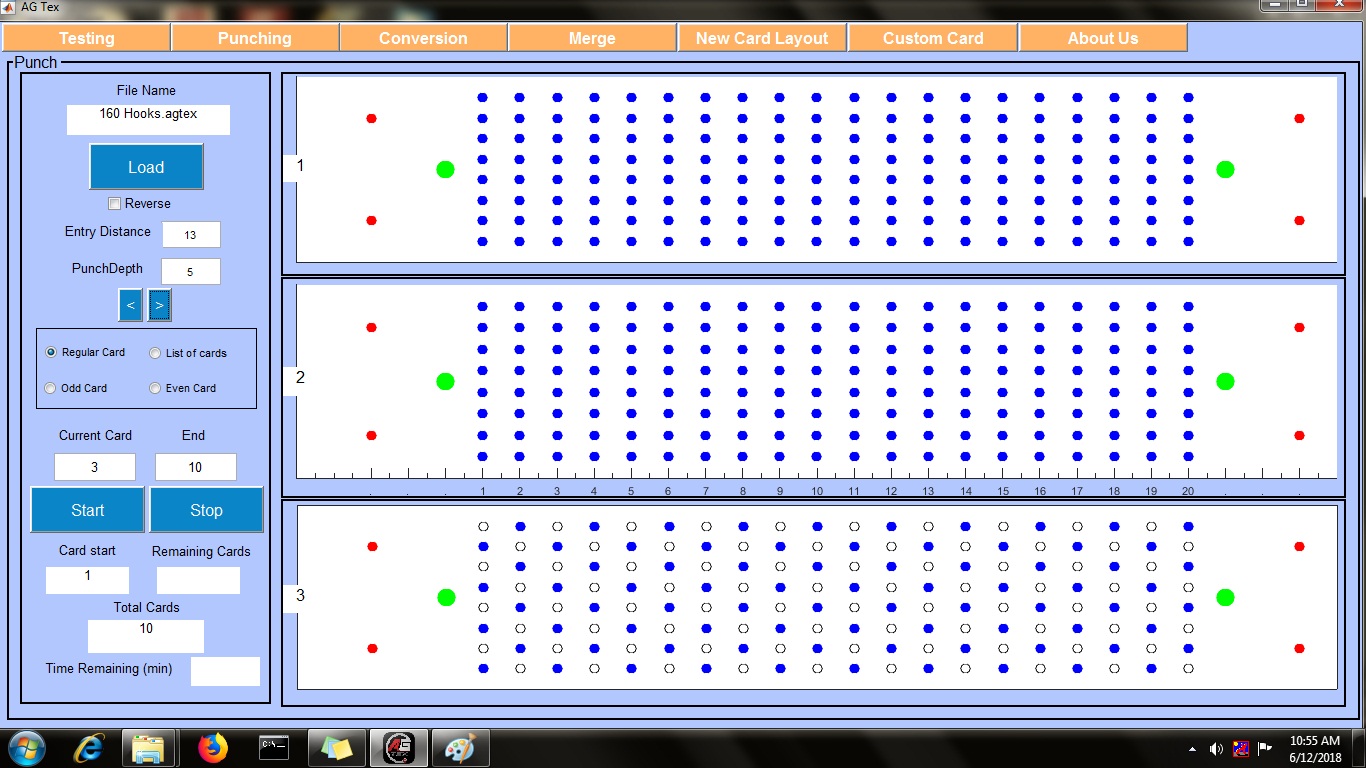 AG Tex
Testing Punching Conversion Merge New Card Layout Custom Card About Us
Punch
File Name
160 Hooks.agtex
Load
Reverse
Entry Distance 13
PunchDepth 5
< >
Regular Card List of cards
Odd Card Even Card
Current Card End
3 10
Start Stop
Card start Remaining Cards
1
Total Cards
10
Time Remaining (min)
1
2
1 2 3 4 5 6 7 8 9 10 11 12 13 14 15 16 17 18 19 20
3
10:55 AM
6/12/2018